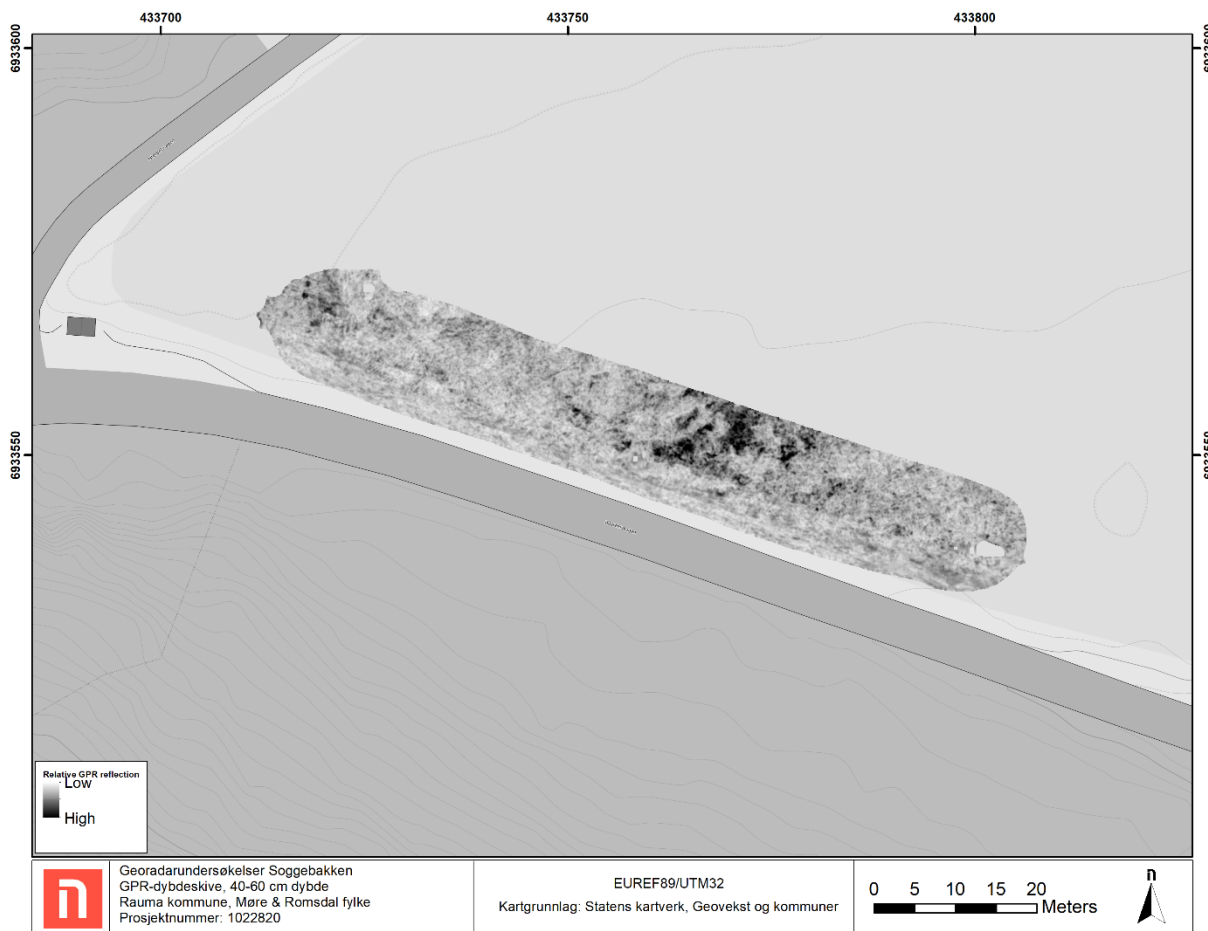 433700
433750
433800
6933600
6933600
6933550
6933550
Relative GPR reflection
Low
High
Georadarundersøkelser Soggebakken
GPR-dybdeskive, 40-60 cm dybde
Rauma kommune, Møre & Romsdal fylke
Prosjektnummer: 1022820
EUREF89/UTM32
Kartgrunnlag: Statens kartverk, Geovekst og kommuner
0 5 10 15 20
Meters
n